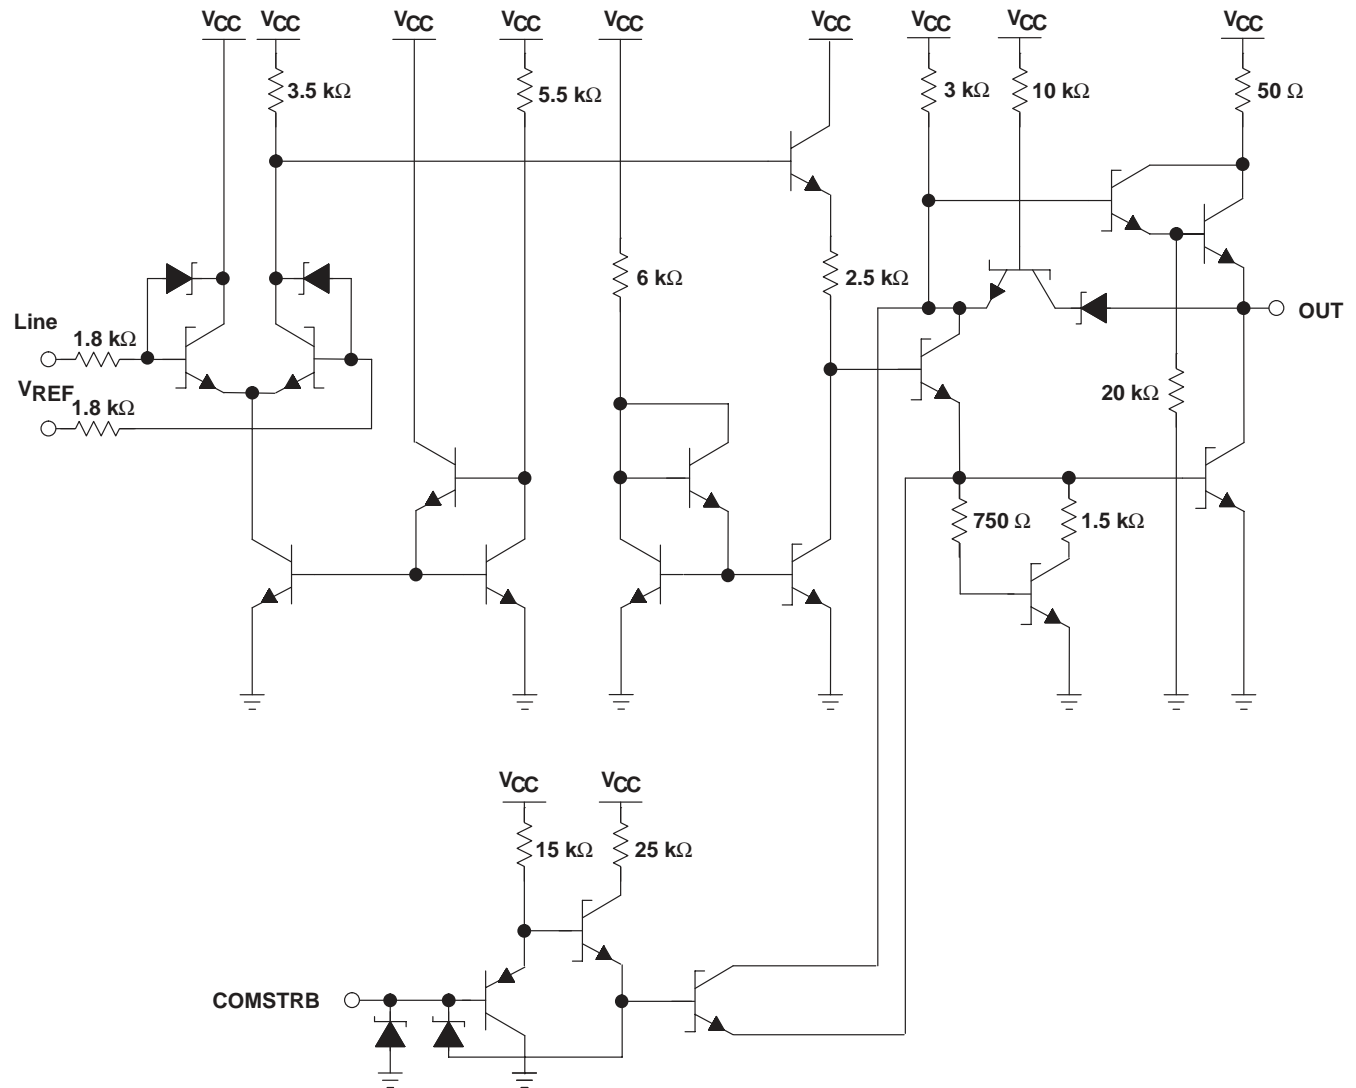 VCC VCC VCC VCC VCC VCC VCC VCC VCC
3.5 kΩ 5.5 kΩ 3 kΩ 10 kΩ 50 Ω
6 kΩ 2.5 kΩ
Line 1.8 kΩ OUT
VREF 1.8 kΩ 20 kΩ
750 Ω 1.5 kΩ
VCC VCC
15 kΩ 25 kΩ
COMSTRB